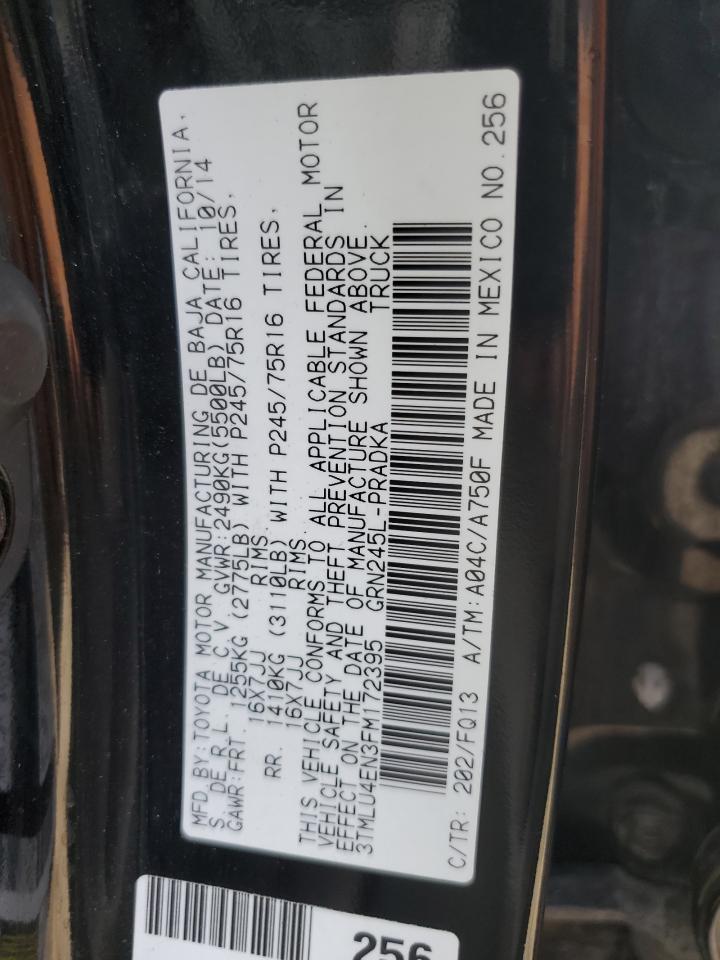 MFD.BY:TOYOTA MOTOR MANUFACTURING DE BAJA CALIFORNIA,
S. DE R.L. DE C.V GVWR:2490KG(5500LB) DATE: 10/14
GAWR:FRT. 1255KG (2775LB) WITH P245/75R16 TIRES,
16X7JJ RIMS.
RR. 1410KG (3110LB) WITH P245/75R16 TIRES,
16X7JJ RIMS
THIS VEHICLE CONFORMS TO ALL APPLICABLE FEDERAL MOTOR
VEHICLE SAFETY AND THEFT PREVENTION STANDARDS IN
EFFECT ON THE DATE OF MANUFACTURE SHOWN ABOVE.
3TMLU4EN3FM172395 GRN245L-PRADKA TRUCK
C/TR: 202/FQ13 A/TM:A04C/A750F MADE IN MEXICO NO.256
256